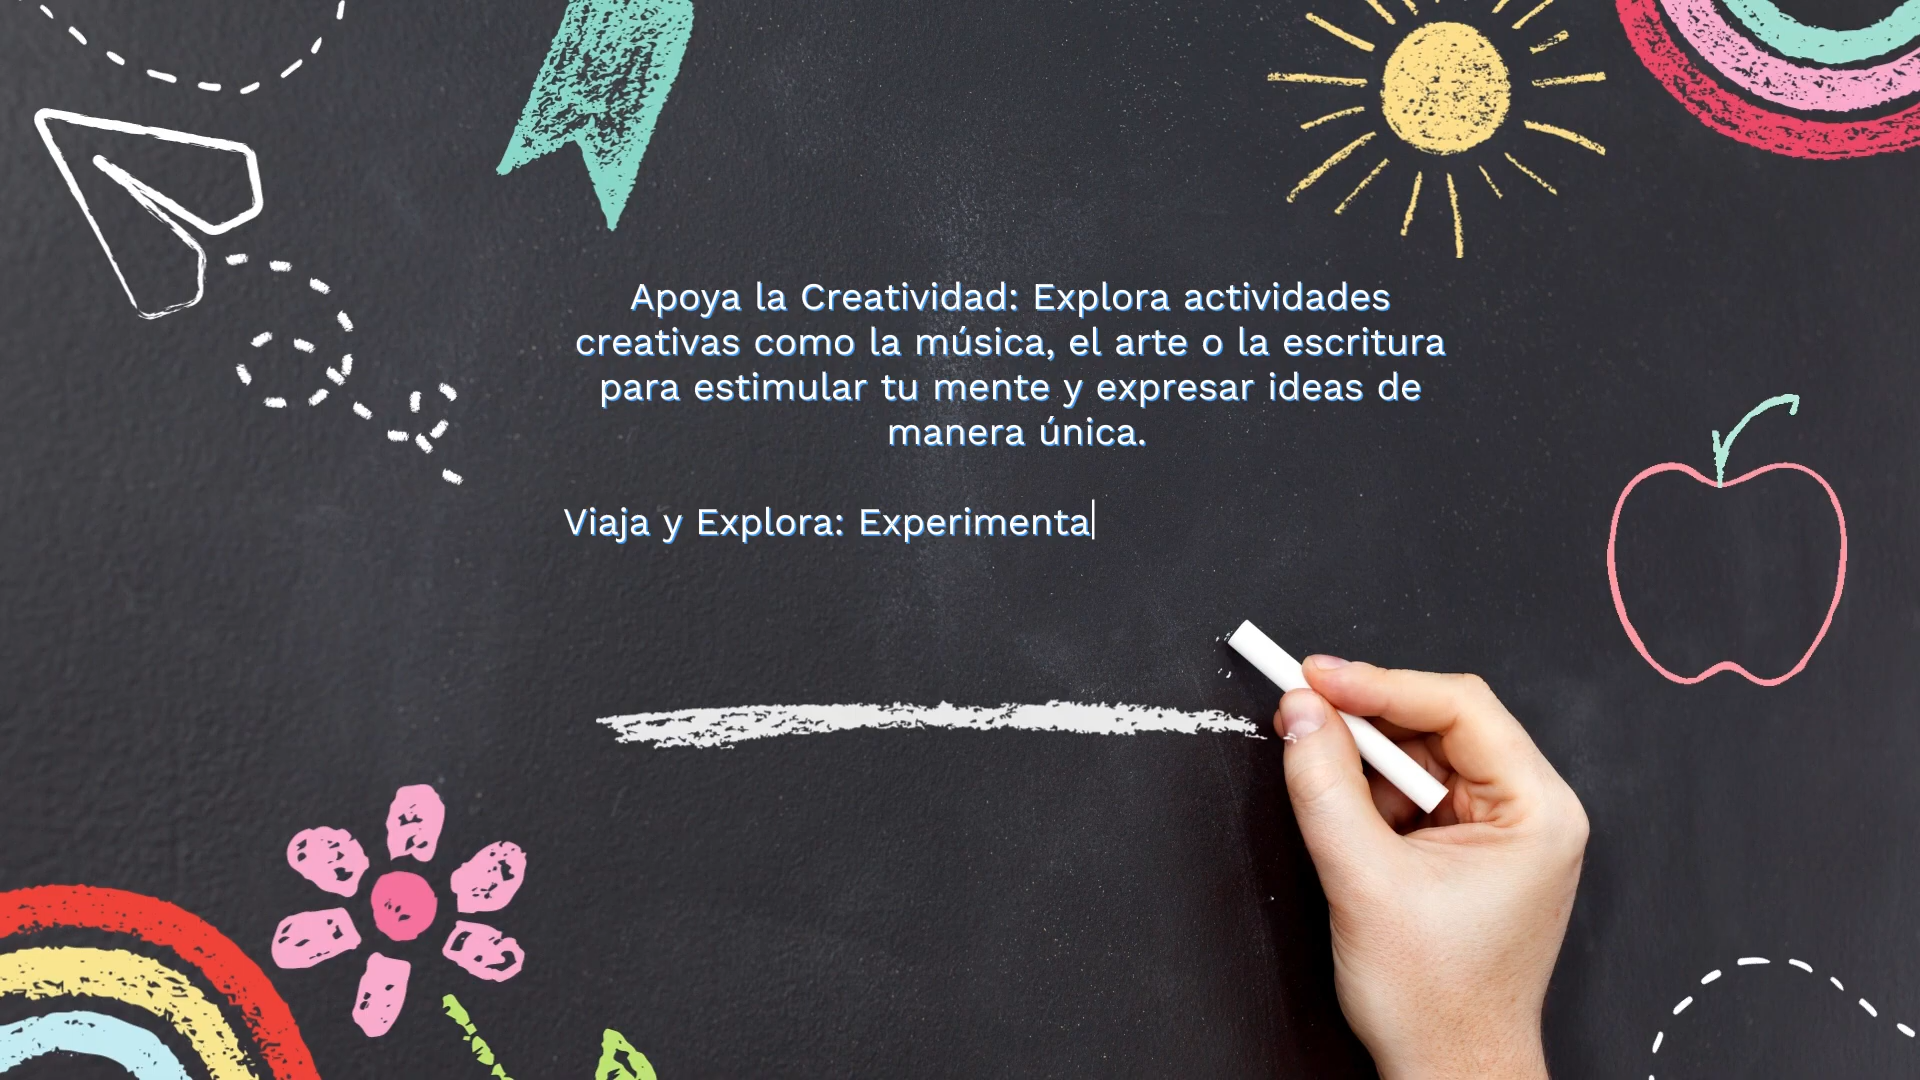 Apoya la Creatividad: Explora actividades
creativas como la música, el arte o la escritura
para estimular tu mente y expresar ideas de
manera única.
Viaja y Explora: Experimenta